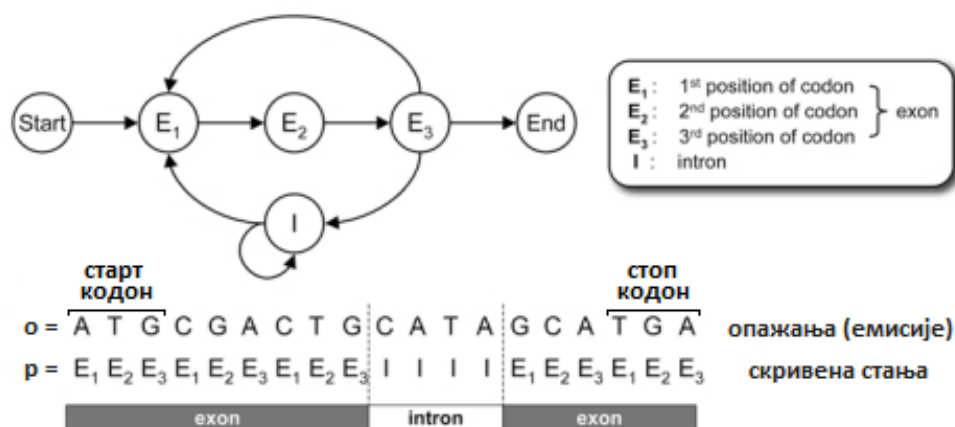 Start E₁ E₂ E₃ End
I
E₁ : 1st position of codon
E₂ : 2nd position of codon
E₃ : 3rd position of codon
exon
I : intron
старт кодон
стоп кодон
о = A T G C G A C T G C A T A G C A T G A опажања (емисије)
р = E₁ E₂ E₃ E₁ E₂ E₃ E₁ E₂ E₃ I I I I E₁ E₂ E₃ E₁ E₂ E₃ скривена стања
exon intron exon